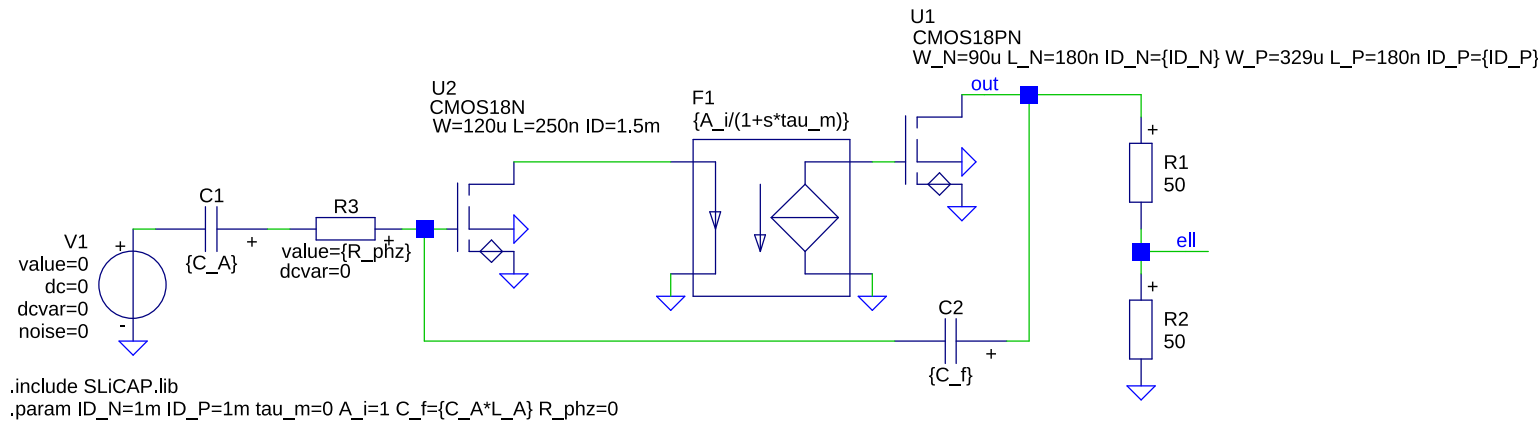 U1
CMOS18PN
W_N=90u L_N=180n ID_N={ID_N} W_P=329u L_P=180n ID_P={ID_P}
out
U2
CMOS18N
W=120u L=250n ID=1.5m
F1
{A_i/(1+s*tau_m)}
+
R1
50
C1
+
{C_A}
R3
+
value={R_phz}
dcvar=0
V1
value=0
dc=0
dcvar=0
noise=0
+
-
ell
+
R2
50
C2
+
{C_f}
.include SLiCAP.lib
.param ID_N=1m ID_P=1m tau_m=0 A_i=1 C_f={C_A*L_A} R_phz=0